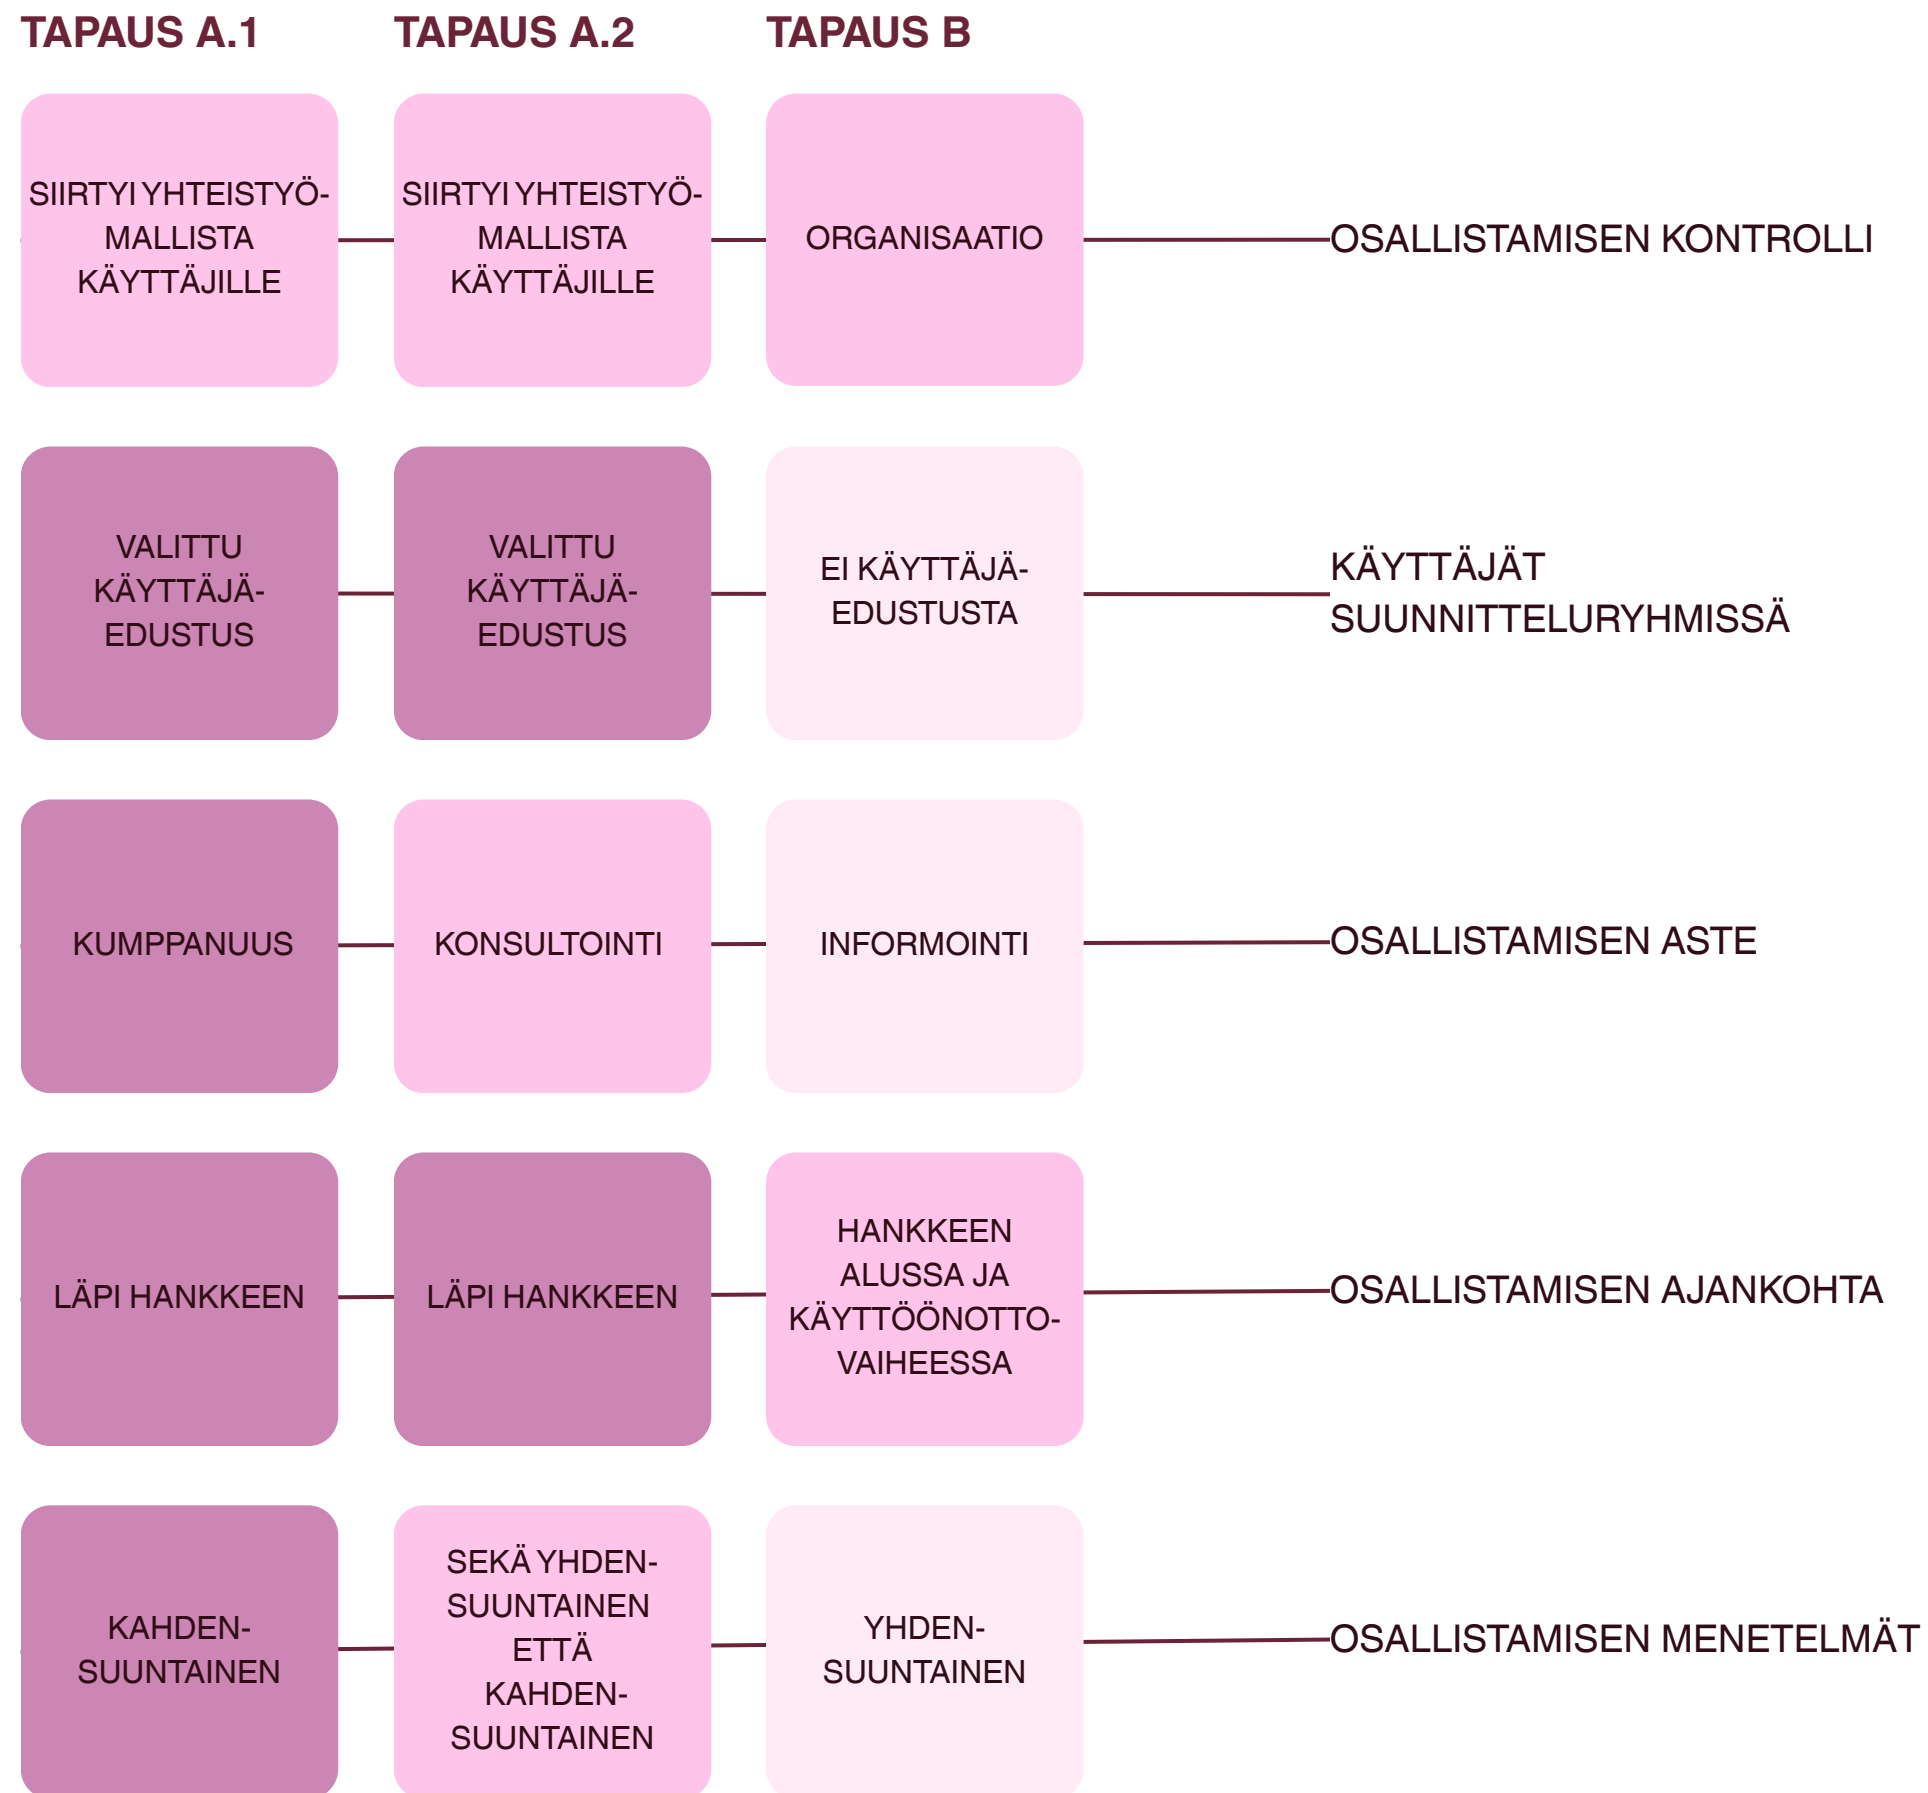 TAPAUS A.1
TAPAUS A.2
TAPAUS B
SIIRTYI YHTEISTYÖ-
MALLISTA
KÄYTTÄJILLE
SIIRTYI YHTEISTYÖ-
MALLISTA
KÄYTTÄJILLE
ORGANISAATIO
OSALLISTAMISEN KONTROLLI
VALITTU
KÄYTTÄJÄ-
EDUSTUS
VALITTU
KÄYTTÄJÄ-
EDUSTUS
EI KÄYTTÄJÄ-
EDUSTUSTA
KÄYTTÄJÄT
SUUNNITTELURYHMISSÄ
KUMPPANUUS
KONSULTOINTI
INFORMOINTI
OSALLISTAMISEN ASTE
LÄPI HANKKEEN
LÄPI HANKKEEN
HANKKEEN
ALUSSA JA
KÄYTTÖÖNOTTO-
VAIHEESSA
OSALLISTAMISEN AJANKOHTA
KAHDEN-
SUUNTAINEN
SEKÄ YHDEN-
SUUNTAINEN
ETTÄ
KAHDEN-
SUUNTAINEN
YHDEN-
SUUNTAINEN
OSALLISTAMISEN MENETELMÄT